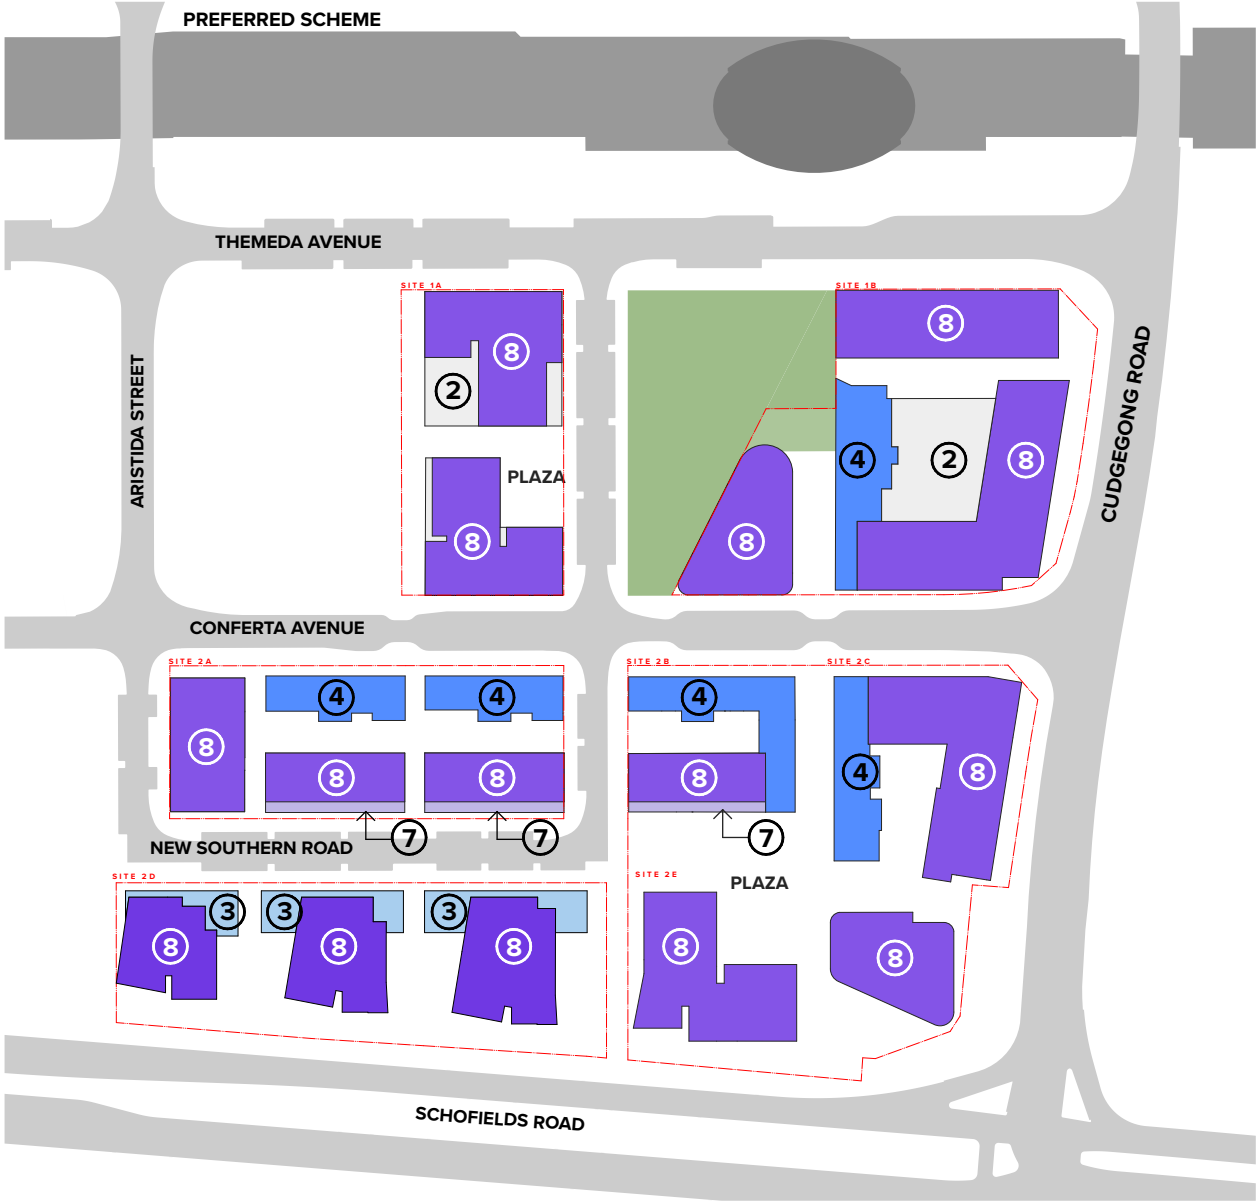 PREFERRED SCHEME
THEMEDA AVENUE
SITE 1A
SITE 1B
8
8
2
ARISTIDA STREET
CUDGEGONG ROAD
4
2
8
PLAZA
8
8
CONFERTA AVENUE
SITE 2A
SITE 2B
SITE 2C
4
4
4
8
8
8
8
4
8
7
7
7
NEW SOUTHERN ROAD
SITE 2D
SITE 2E
PLAZA
3
3
3
8
8
8
8
8
SCHOFIELDS ROAD